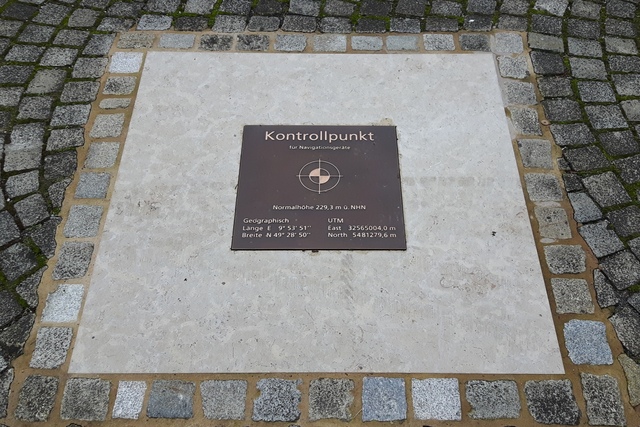 Kontrollpunkt
für Navigationsgeräte
Normalhöhe 229,3 m ü. NHN
Geographisch UTM
Länge E 9° 53' 51'' East 32565004,0 m
Breite N 49° 28' 50'' North 5481279,6 m